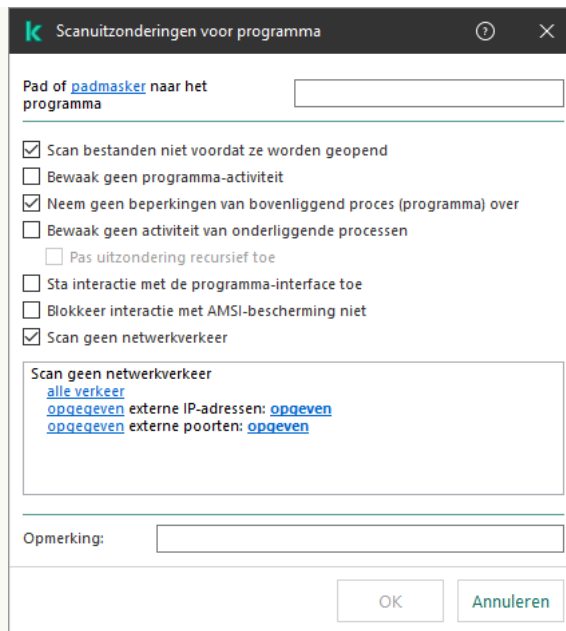 Scanuitzonderingen voor programma
Pad of padmasker naar het
programma
Scan bestanden niet voordat ze worden geopend
Bewaak geen programma-activiteit
Neem geen beperkingen van bovenliggend proces (programma) over
Bewaak geen activiteit van onderliggende processen
Pas uitzondering recursief toe
Sta interactie met de programma-interface toe
Blokkeer interactie met AMSI-bescherming niet
Scan geen netwerkverkeer
Scan geen netwerkverkeer
alle verkeer
opgegeven externe IP-adressen: opgeven
opgegeven externe poorten: opgeven
Opmerking:
OK Annuleren